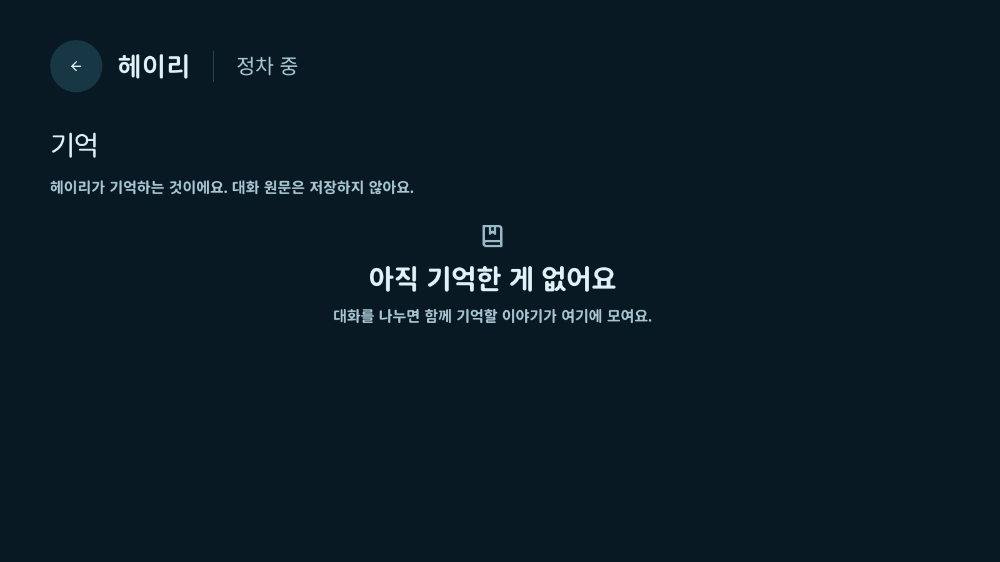 헤이리
정차 중
기억
헤이리가 기억하는 것이에요. 대화 원문은 저장하지 않아요.
아직 기억한 게 없어요
대화를 나누면 함께 기억할 이야기가 여기에 모여요.